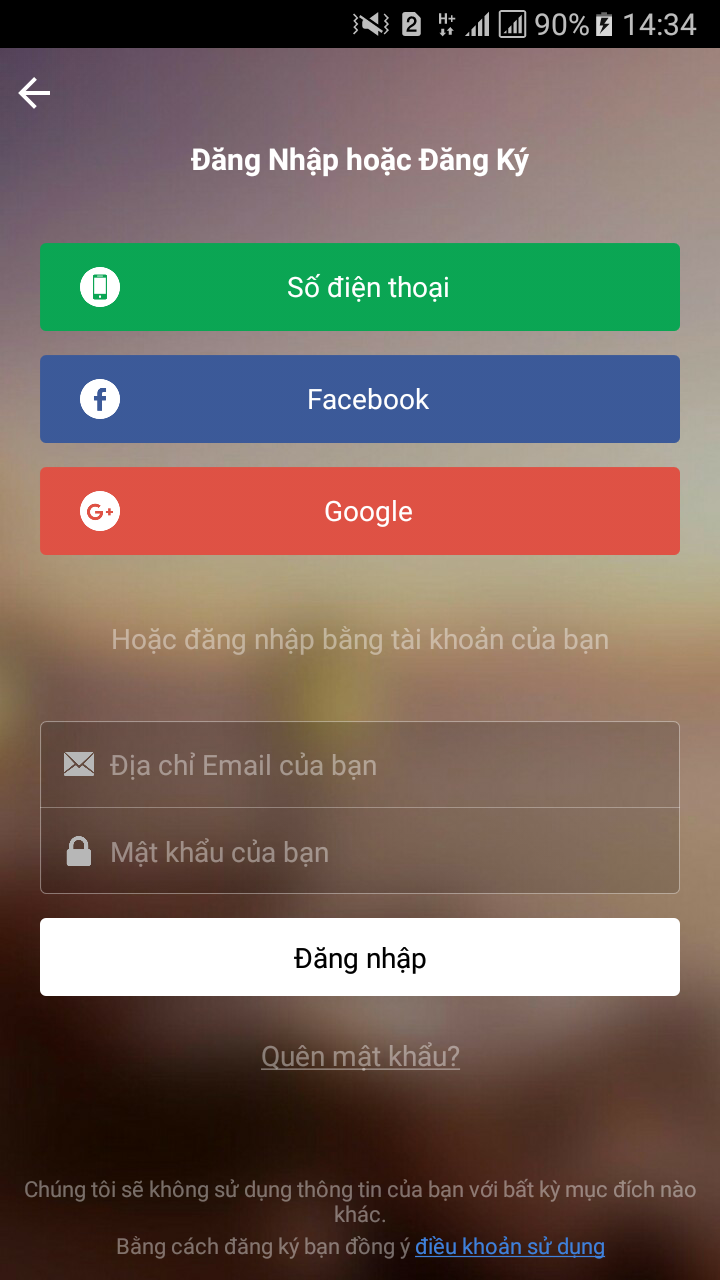 2 H+ 90% 14:34
Đăng Nhập hoặc Đăng Ký
Số điện thoại
f Facebook
G+ Google
Hoặc đăng nhập bằng tài khoản của bạn
Địa chỉ Email của bạn
Mật khẩu của bạn
Đăng nhập
Quên mật khẩu?
Chúng tôi sẽ không sử dụng thông tin của bạn với bất kỳ mục đích nào
khác.
Bằng cách đăng ký bạn đồng ý điều khoản sử dụng